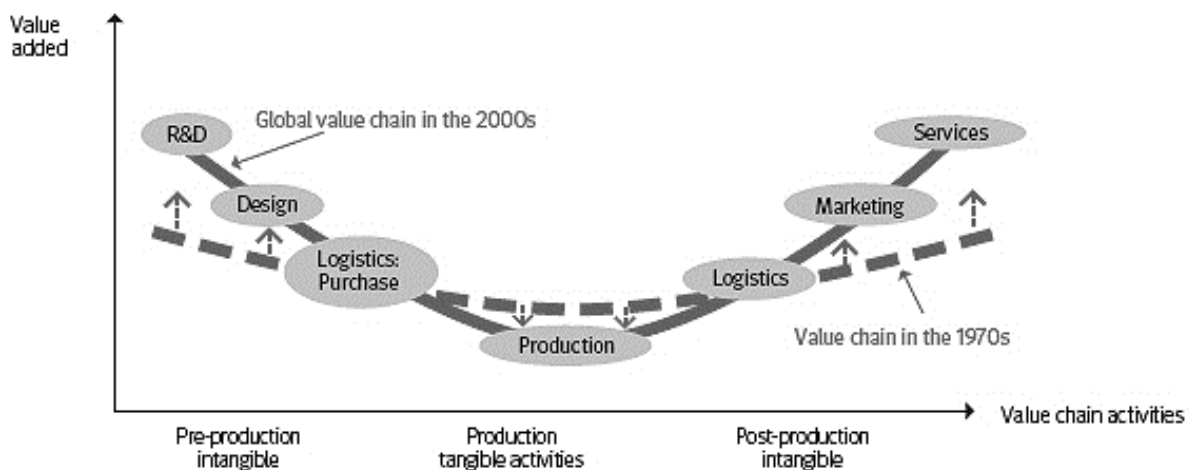 Value
added
R&D
Global value chain in the 2000s
Services
Design
Marketing
Logistics:
Purchase
Logistics
Production
Value chain in the 1970s
Value chain activities
Pre-production
intangible
Production
tangible activities
Post-production
intangible